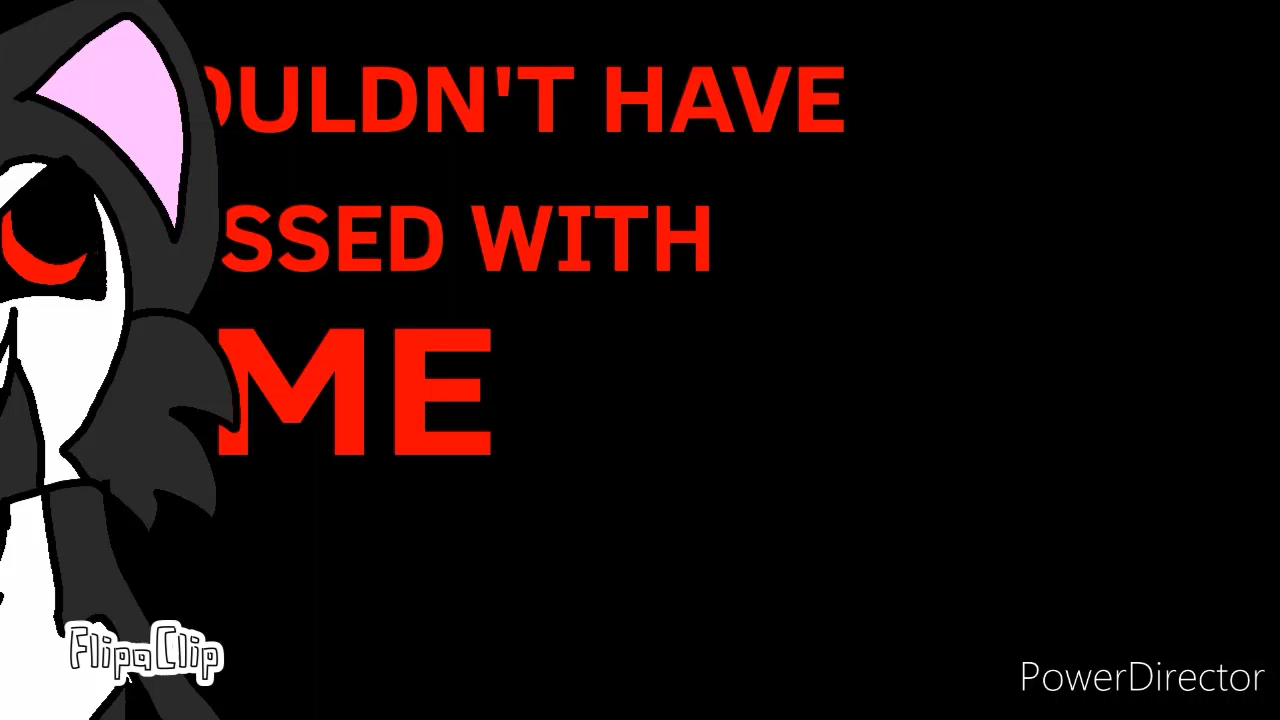 OULDN'T HAVE
SSED WITH
ME
FlipaClip
PowerDirector